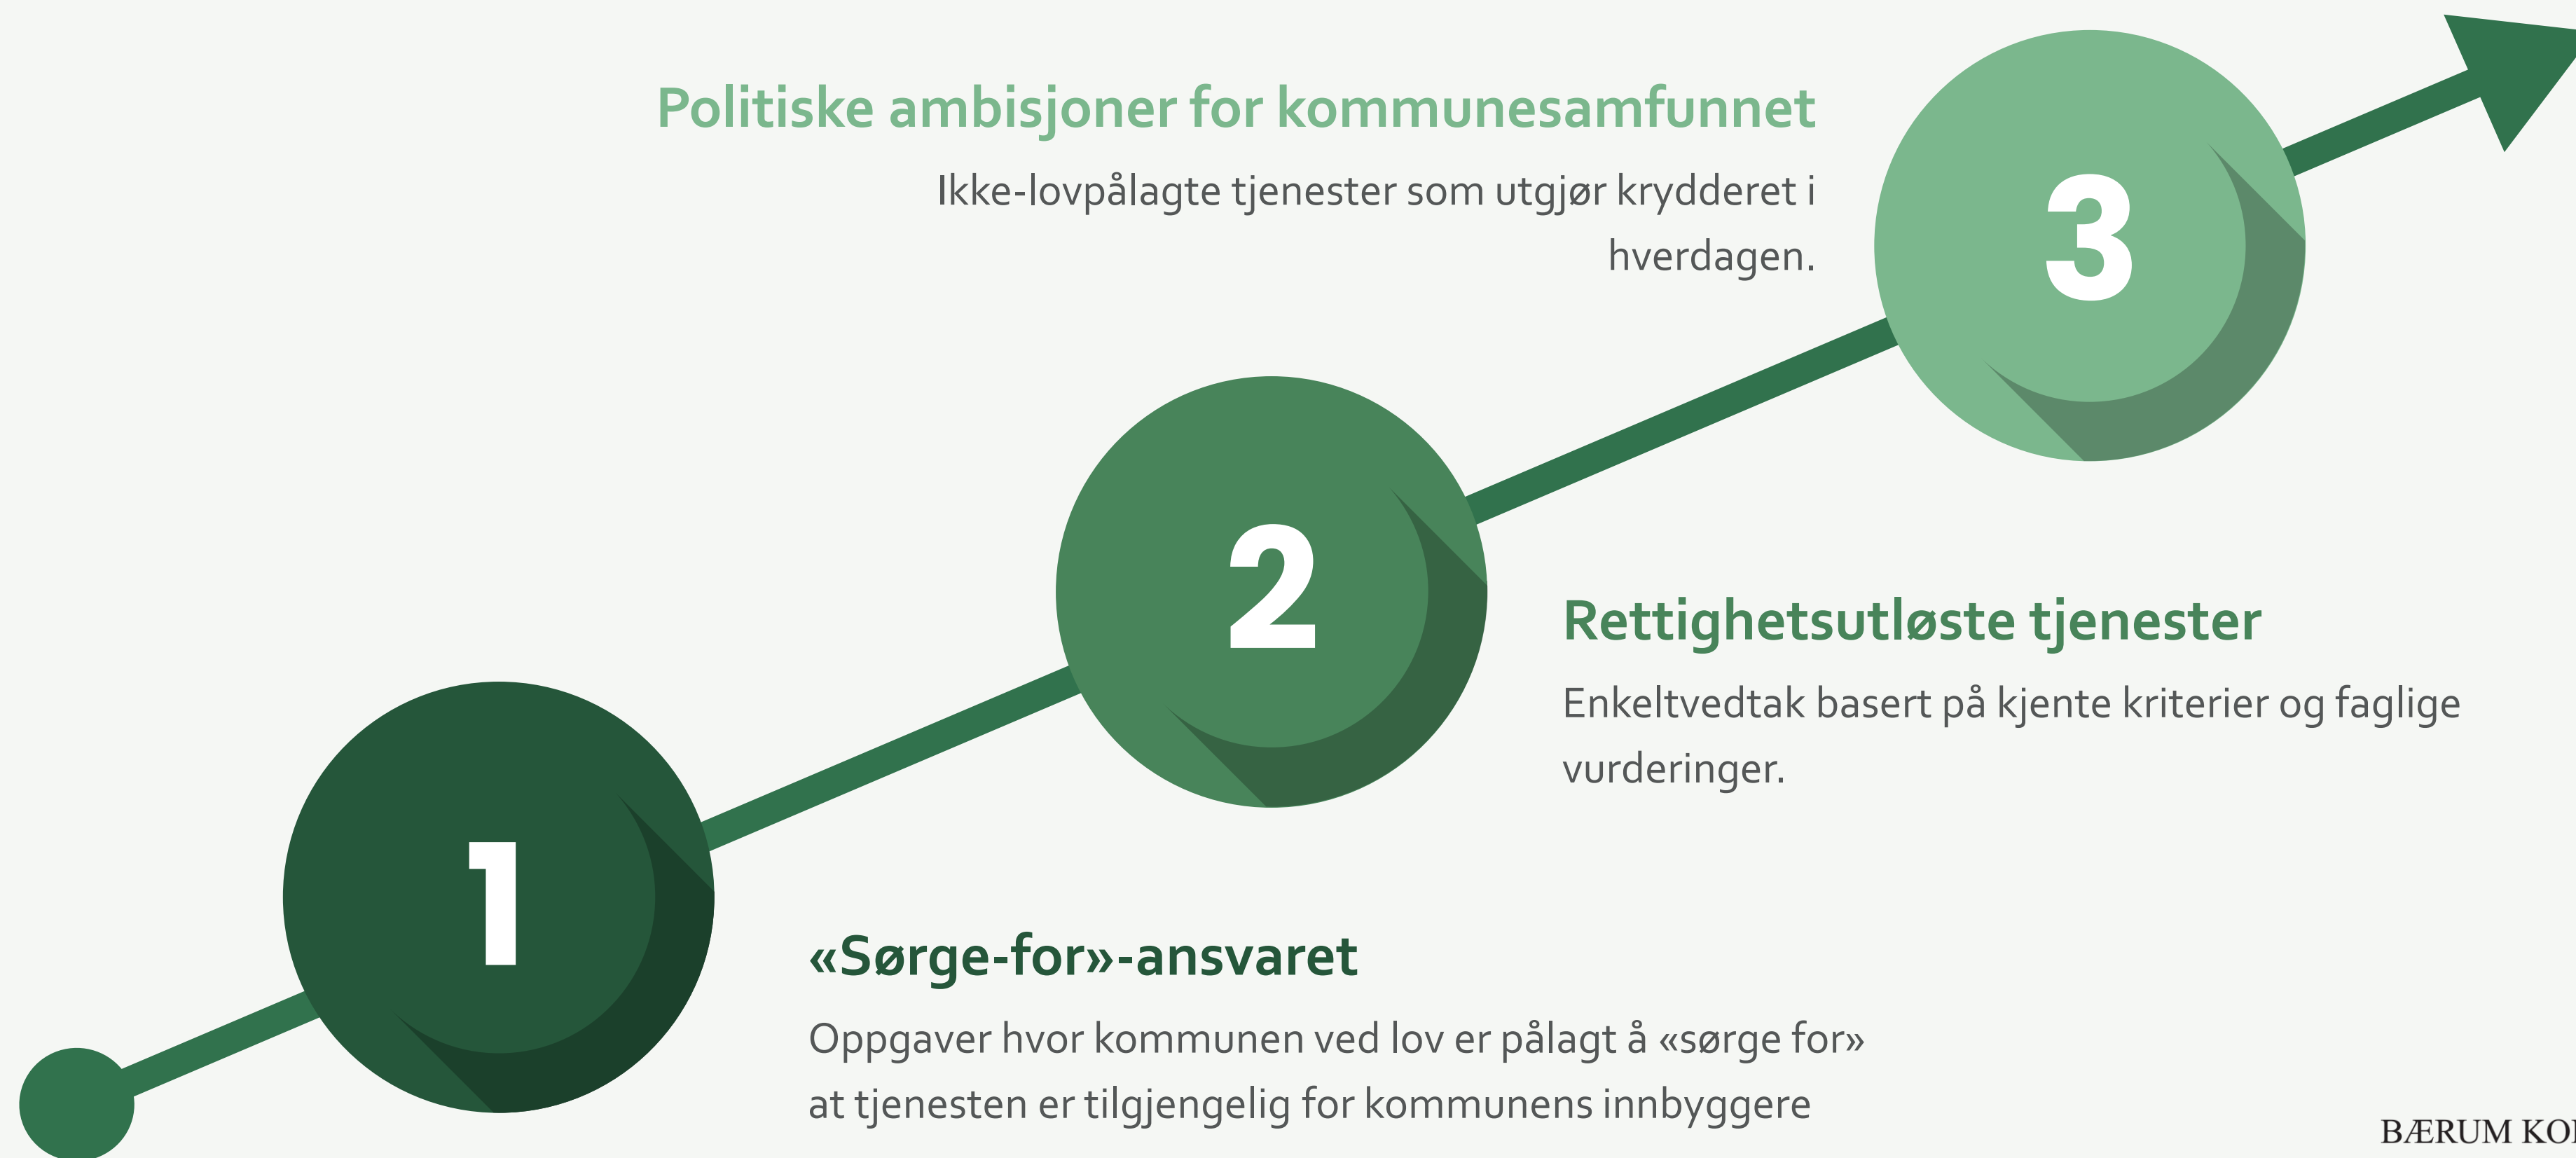 Politiske ambisjoner for kommunesamfunnet
Ikke-lovpålagte tjenester som utgjør krydderet i
hverdagen.
3
2
Rettighetsutløste tjenester
Enkeltvedtak basert på kjente kriterier og faglige
vurderinger.
1
«Sørge-for»-ansvaret
Oppgaver hvor kommunen ved lov er pålagt å «sørge for»
at tjenesten er tilgjengelig for kommunens innbyggere
BÆRUM